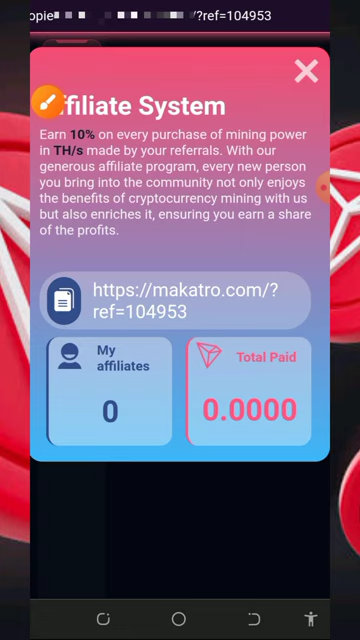 /?ref=104953
Affiliate System
Earn 10% on every purchase of mining power
in TH/s made by your referrals. With our
generous affiliate program, every new person
you bring into the community not only enjoys
the benefits of cryptocurrency mining with us
but also enriches it, ensuring you earn a share
of the profits.
https://makatro.com/?
ref=104953
My
affiliates
Total Paid
0
0.0000